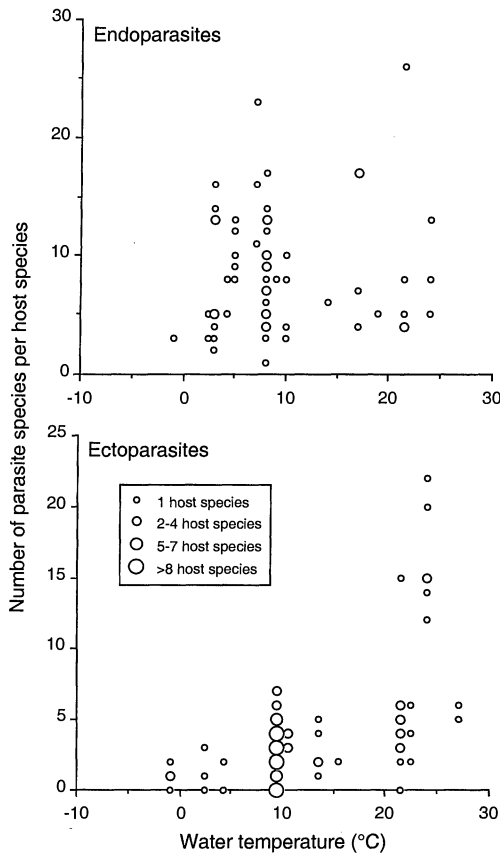 Number of parasite species per host species
Endoparasites
30
20
10
0
-10
0
10
20
30
Ectoparasites
25
20
15
10
5
0
1 host species
2-4 host species
5-7 host species
>8 host species
-10
0
10
20
30
Water temperature (°C)